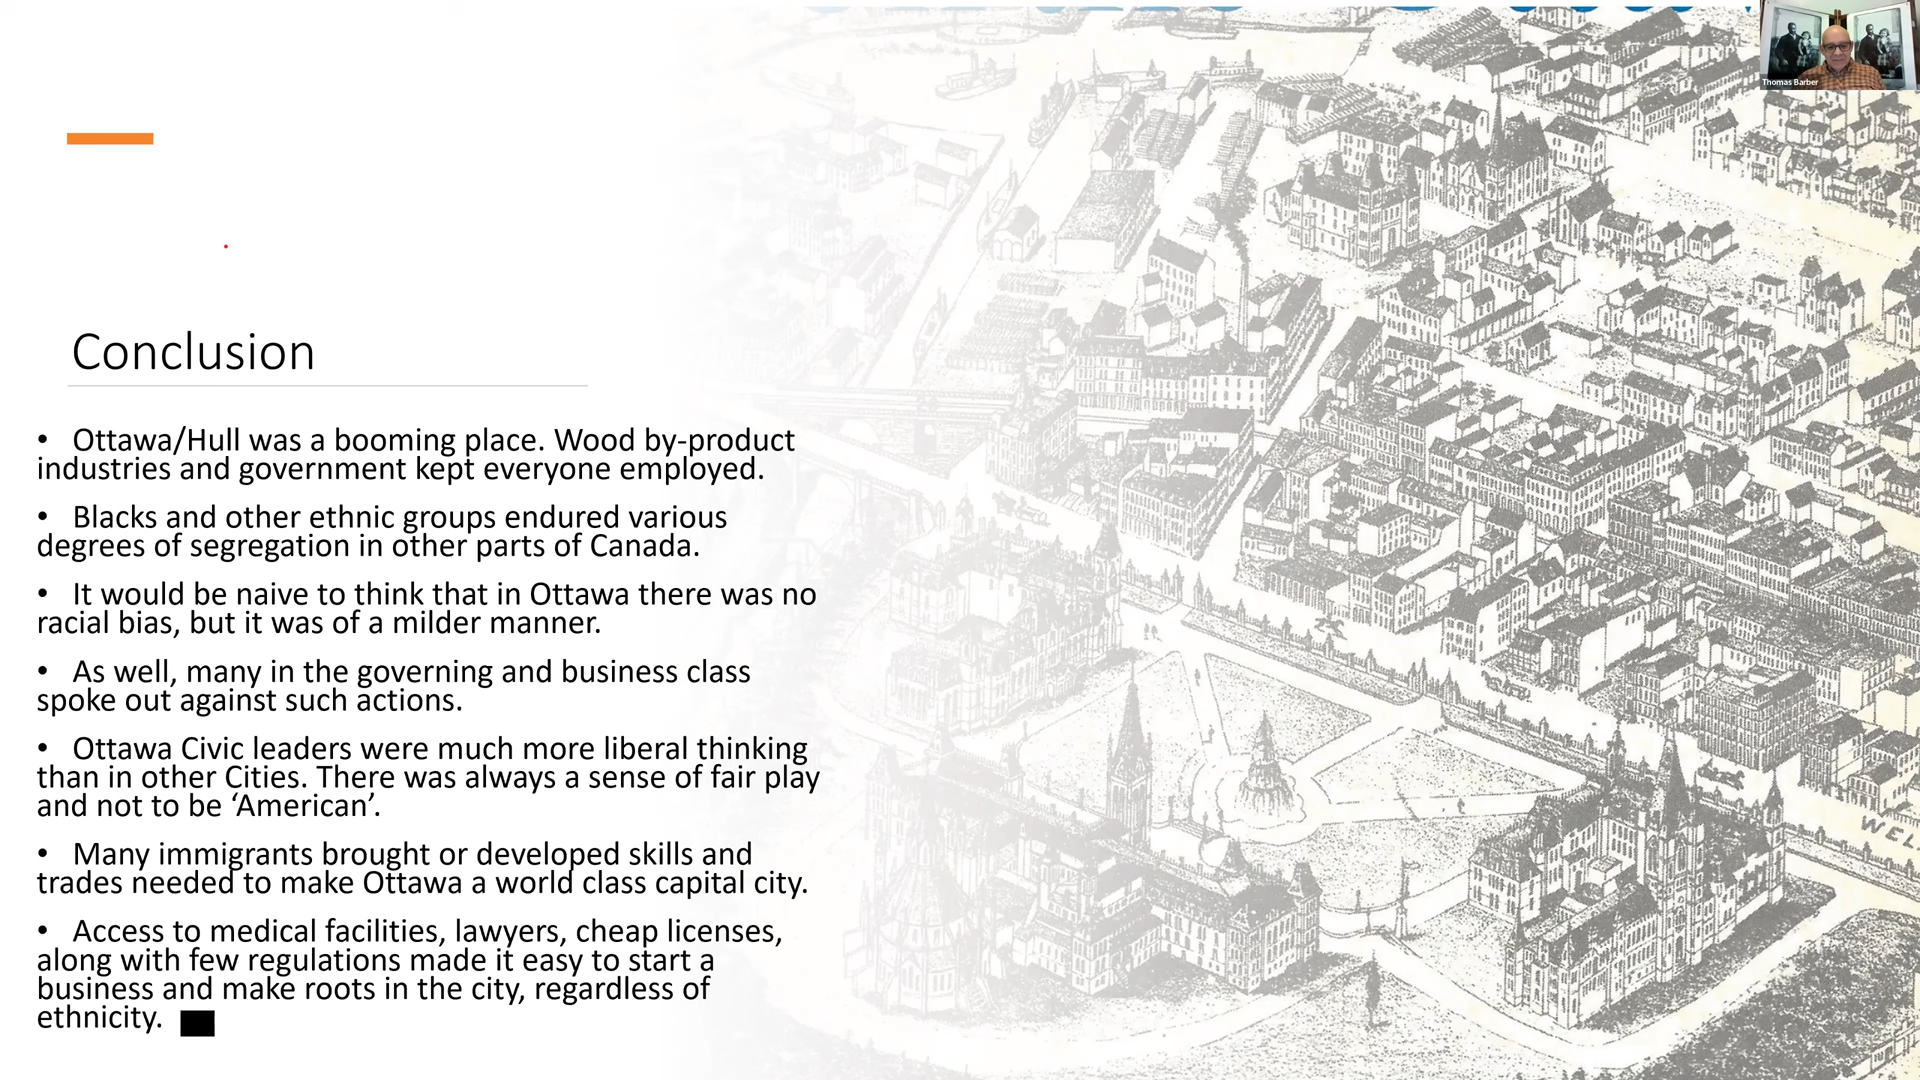 Thomas Barber
Conclusion
• Ottawa/Hull was a booming place. Wood by-product
industries and government kept everyone employed.
• Blacks and other ethnic groups endured various
degrees of segregation in other parts of Canada.
• It would be naive to think that in Ottawa there was no
racial bias, but it was of a milder manner.
• As well, many in the governing and business class
spoke out against such actions.
• Ottawa Civic leaders were much more liberal thinking
than in other Cities. There was always a sense of fair play
and not to be ‘American’.
• Many immigrants brought or developed skills and
trades needed to make Ottawa a world class capital city.
• Access to medical facilities, lawyers, cheap licenses,
along with few regulations made it easy to start a
business and make roots in the city, regardless of
ethnicity.
WEL